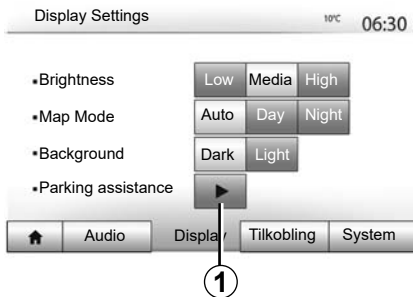 Display Settings 10°C 06:30
▪Brightness Low Media High
▪Map Mode Auto Day Night
▪Background Dark Light
▪Parking assistance
Audio Display Tilkobling System
1